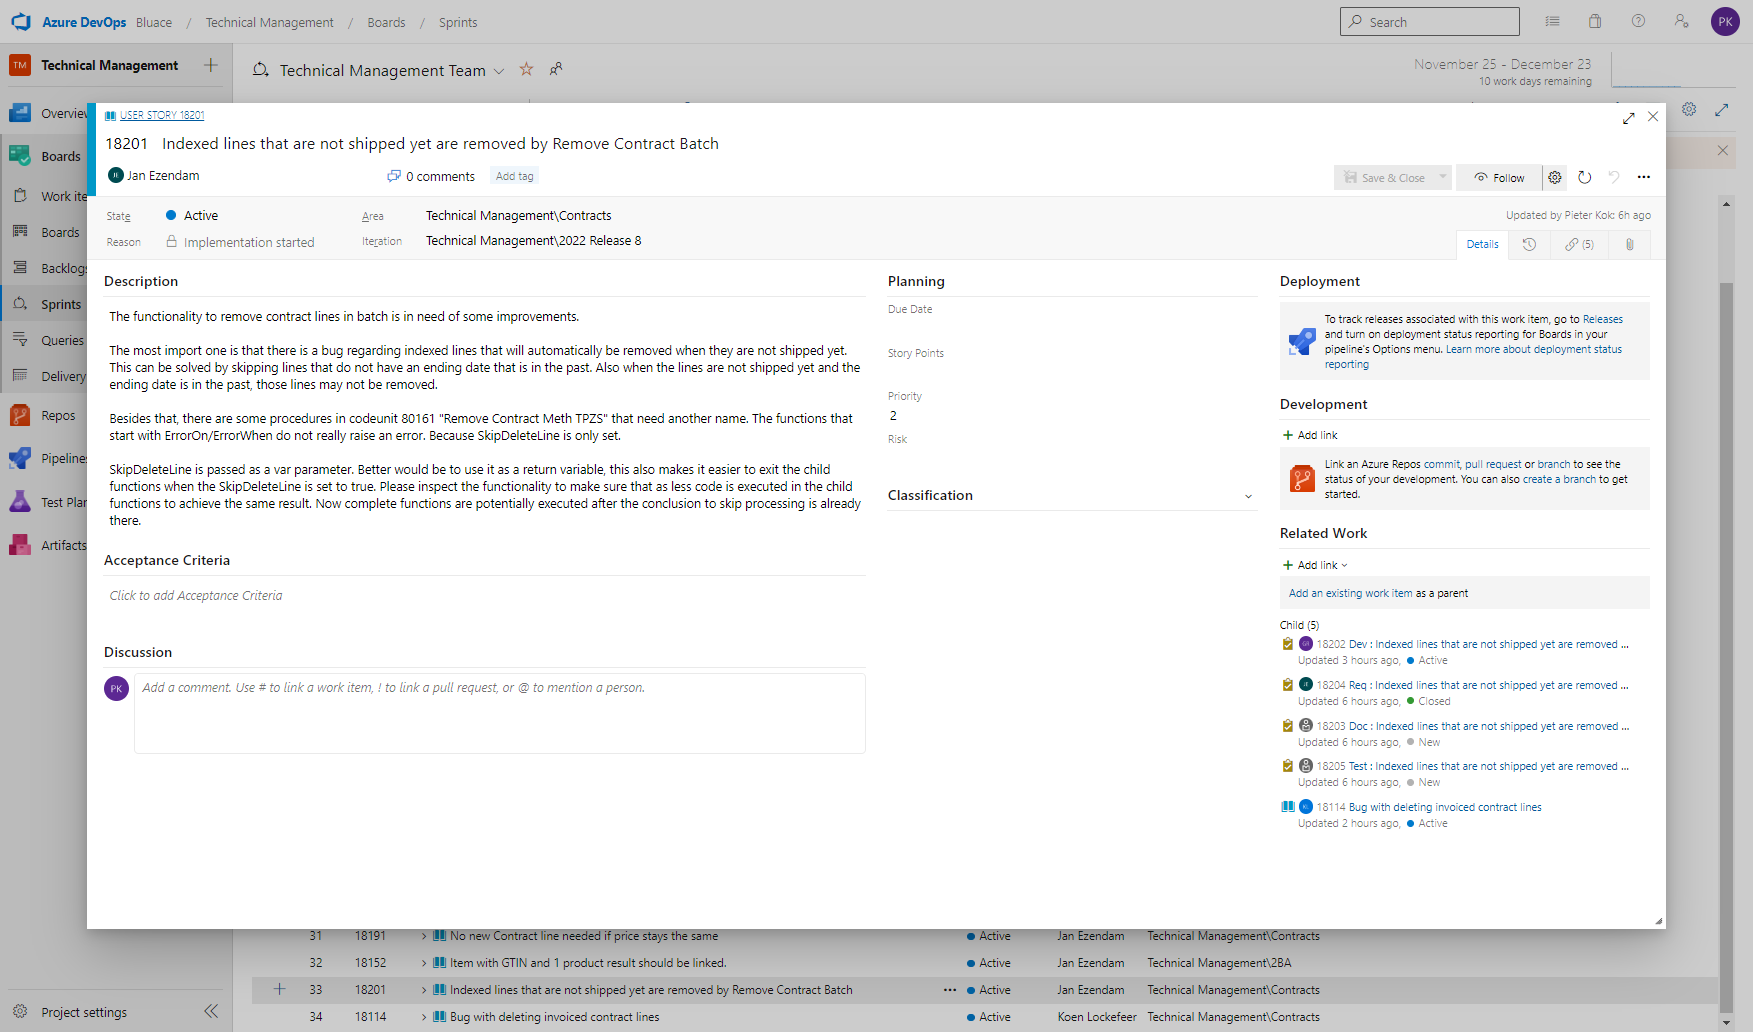 Azure DevOps Bluace / Technical Management / Boards / Sprints
Search
PK
TM Technical Management
Technical Management Team
November 25 - December 23
10 work days remaining
Overview
Boards
Work ite
Boards
Backlogs
Sprints
Queries
Delivery
Repos
Pipelines
Test Plan
Artifacts
Project settings
USER STORY 18201
18201 Indexed lines that are not shipped yet are removed by Remove Contract Batch
JE Jan Ezendam
0 comments
Add tag
Save & Close
Follow
State Active
Area Technical Management\Contracts
Updated by Pieter Kok: 6h ago
Reason Implementation started
Iteration Technical Management\2022 Release 8
Details
(5)
Description
The functionality to remove contract lines in batch is in need of some improvements.
The most import one is that there is a bug regarding indexed lines that will automatically be removed when they are not shipped yet.
This can be solved by skipping lines that do not have an ending date that is in the past. Also when the lines are not shipped yet and the
ending date is in the past, those lines may not be removed.
Besides that, there are some procedures in codeunit 80161 "Remove Contract Meth TPZS" that need another name. The functions that
start with ErrorOn/ErrorWhen do not really raise an error. Because SkipDeleteLine is only set.
SkipDeleteLine is passed as a var parameter. Better would be to use it as a return variable, this also makes it easier to exit the child
functions when the SkipDeleteLine is set to true. Please inspect the functionality to make sure that as less code is executed in the child
functions to achieve the same result. Now complete functions are potentially executed after the conclusion to skip processing is already
there.
Acceptance Criteria
Click to add Acceptance Criteria
Discussion
PK
Add a comment. Use # to link a work item, ! to link a pull request, or @ to mention a person.
Planning
Due Date
Story Points
Priority
2
Risk
Classification
Deployment
To track releases associated with this work item, go to Releases
and turn on deployment status reporting for Boards in your
pipeline's Options menu. Learn more about deployment status
reporting
Development
Add link
Link an Azure Repos commit, pull request or branch to see the
status of your development. You can also create a branch to get
started.
Related Work
Add link
Add an existing work item as a parent
Child (5)
18202 Dev : Indexed lines that are not shipped yet are removed ...
Updated 3 hours ago, Active
18204 Req : Indexed lines that are not shipped yet are removed ...
Updated 6 hours ago, Closed
18203 Doc : Indexed lines that are not shipped yet are removed ...
Updated 6 hours ago, New
18205 Test : Indexed lines that are not shipped yet are removed ...
Updated 6 hours ago, New
18114 Bug with deleting invoiced contract lines
Updated 2 hours ago, Active
31 18191 No new Contract line needed if price stays the same Active Jan Ezendam Technical Management\Contracts
32 18152 Item with GTIN and 1 product result should be linked. Active Jan Ezendam Technical Management\2BA
33 18201 Indexed lines that are not shipped yet are removed by Remove Contract Batch ... Active Jan Ezendam Technical Management\Contracts
34 18114 Bug with deleting invoiced contract lines Active Koen Lockefeer Technical Management\Contracts